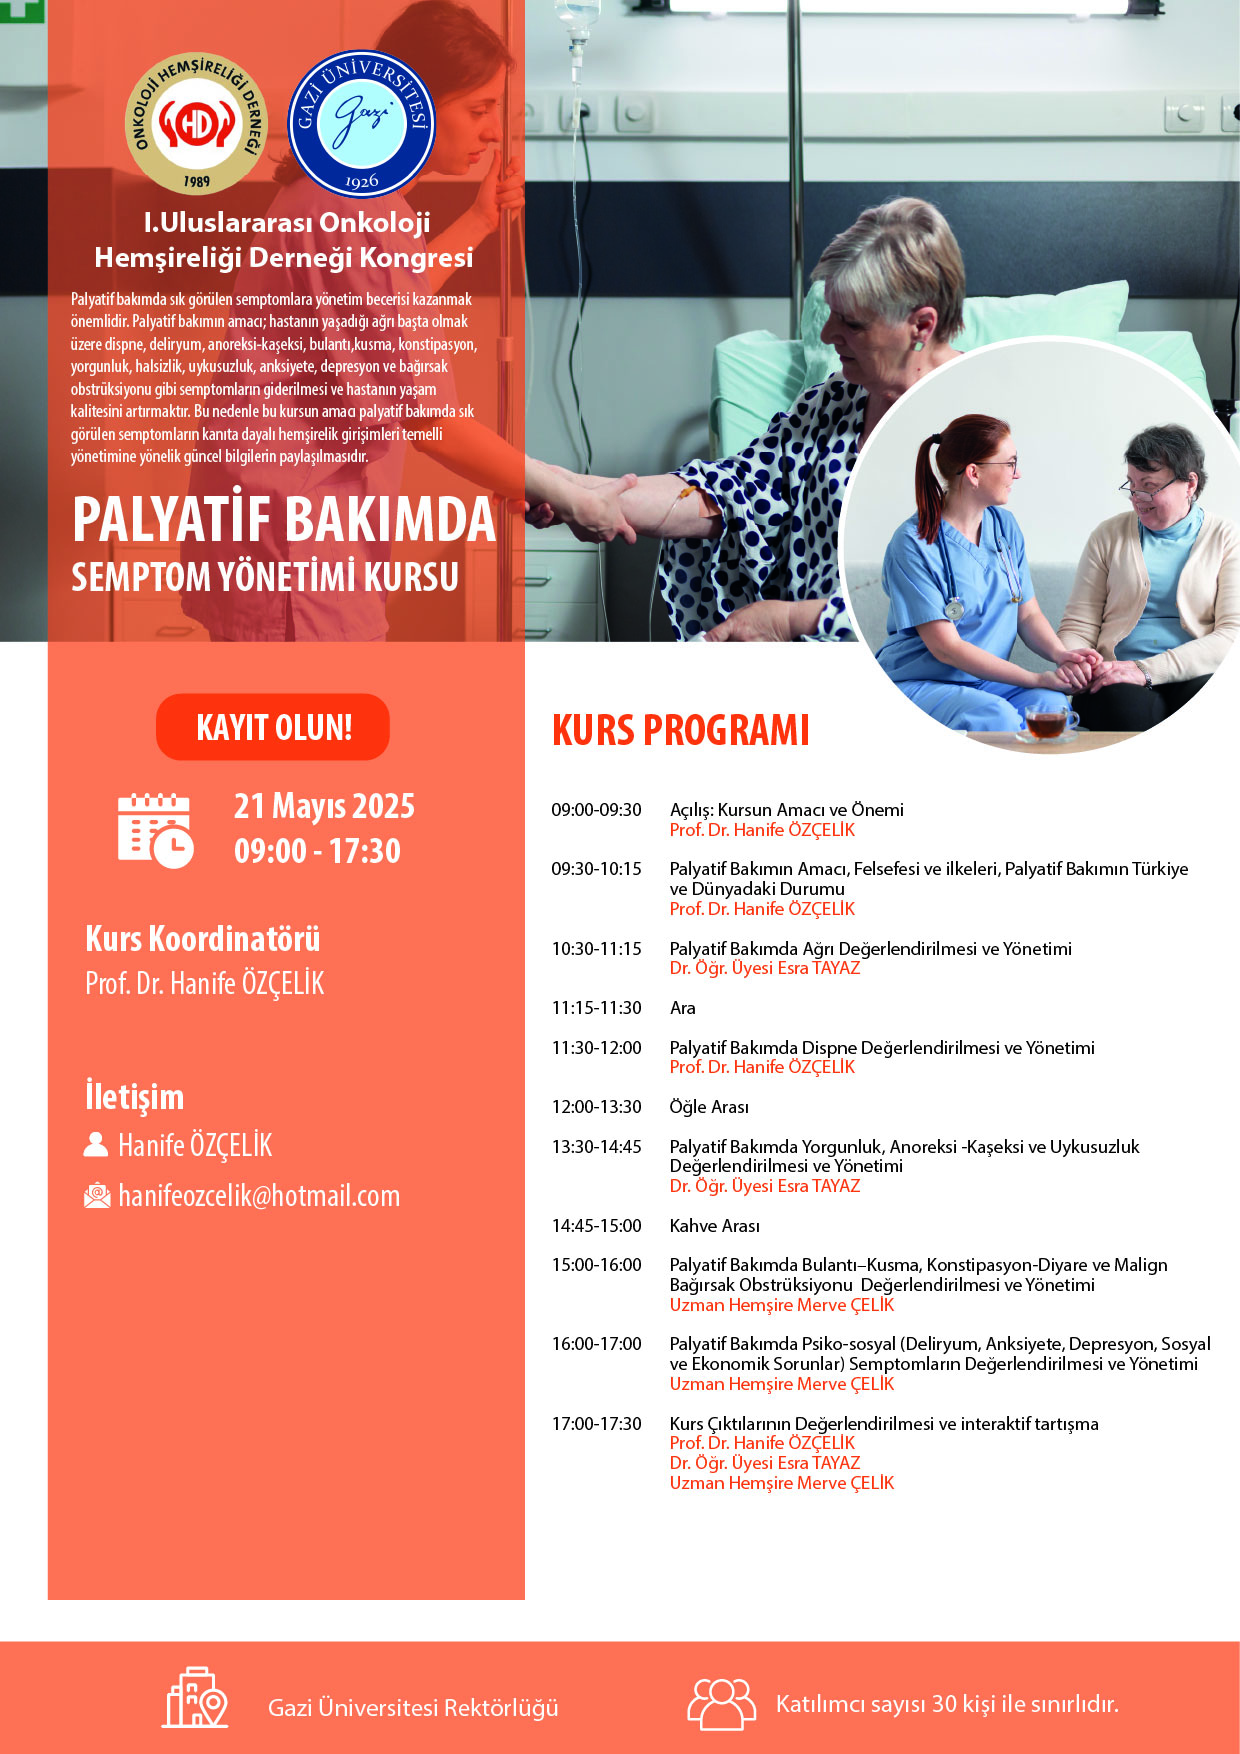 ONKOLOJİ HEMŞİRELİĞİ DERNEĞİ
HD
1989
GAZİ ÜNİVERSİTESİ
gazi
1926
I.Uluslararası Onkoloji
Hemşireliği Derneği Kongresi
Palyatif bakımda sık görülen semptomlara yönetim becerisi kazanmak
önemlidir. Palyatif bakımın amacı; hastanın yaşadığı ağrı başta olmak
üzere dispne, deliryum, anoreksi-kaşeksi, bulantı,kusma, konstipasyon,
yorgunluk, halsizlik, uykusuzluk, anksiyete, depresyon ve bağırsak
obstrüksiyonu gibi semptomların giderilmesi ve hastanın yaşam
kalitesini artırmaktır. Bu nedenle bu kursun amacı palyatif bakımda sık
görülen semptomların kanıta dayalı hemşirelik girişimleri temelli
yönetimine yönelik güncel bilgilerin paylaşılmasıdır.
PALYATİF BAKIMDA
SEMPTOM YÖNETİMİ KURSU
KAYIT OLUN!
21 Mayıs 2025
09:00 - 17:30
Kurs Koordinatörü
Prof. Dr. Hanife ÖZÇELİK
İletişim
Hanife ÖZÇELİK
hanifeozcelik@hotmail.com
KURS PROGRAMI
09:00-09:30 Açılış: Kursun Amacı ve Önemi
Prof. Dr. Hanife ÖZÇELİK
09:30-10:15 Palyatif Bakımın Amacı, Felsefesi ve ilkeleri, Palyatif Bakımın Türkiye
ve Dünyadaki Durumu
Prof. Dr. Hanife ÖZÇELİK
10:30-11:15 Palyatif Bakımda Ağrı Değerlendirilmesi ve Yönetimi
Dr. Öğr. Üyesi Esra TAYAZ
11:15-11:30 Ara
11:30-12:00 Palyatif Bakımda Dispne Değerlendirilmesi ve Yönetimi
Prof. Dr. Hanife ÖZÇELİK
12:00-13:30 Öğle Arası
13:30-14:45 Palyatif Bakımda Yorgunluk, Anoreksi -Kaşeksi ve Uykusuzluk
Değerlendirilmesi ve Yönetimi
Dr. Öğr. Üyesi Esra TAYAZ
14:45-15:00 Kahve Arası
15:00-16:00 Palyatif Bakımda Bulantı–Kusma, Konstipasyon-Diyare ve Malign
Bağırsak Obstrüksiyonu Değerlendirilmesi ve Yönetimi
Uzman Hemşire Merve ÇELİK
16:00-17:00 Palyatif Bakımda Psiko-sosyal (Deliryum, Anksiyete, Depresyon, Sosyal
ve Ekonomik Sorunlar) Semptomların Değerlendirilmesi ve Yönetimi
Uzman Hemşire Merve ÇELİK
17:00-17:30 Kurs Çıktılarının Değerlendirilmesi ve interaktif tartışma
Prof. Dr. Hanife ÖZÇELİK
Dr. Öğr. Üyesi Esra TAYAZ
Uzman Hemşire Merve ÇELİK
Gazi Üniversitesi Rektörlüğü
Katılımcı sayısı 30 kişi ile sınırlıdır.